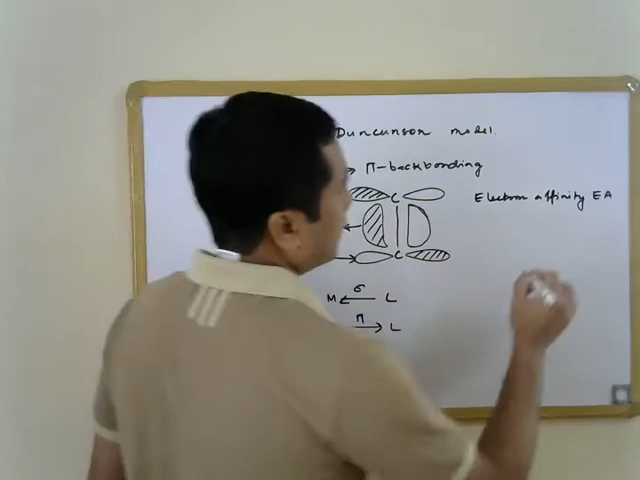 Duncunson model.
π-backbonding
C
Electron affinity EA
C
σ
M ← L
π
→ L